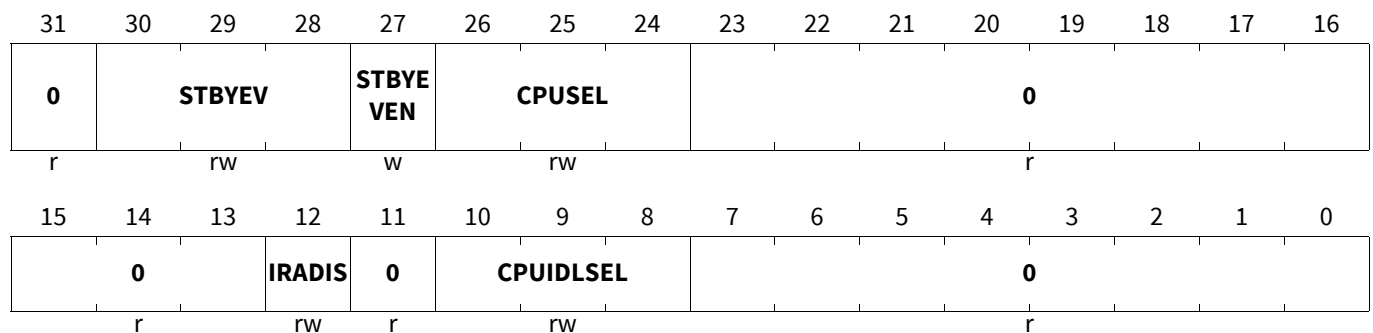 31 30 29 28 27 26 25 24 23 22 21 20 19 18 17 16
0 STBYEV STBYE VEN CPUSEL 0
r rw w rw r
15 14 13 12 11 10 9 8 7 6 5 4 3 2 1 0
0 IRADIS 0 CPUIDLSEL 0
r rw r rw r